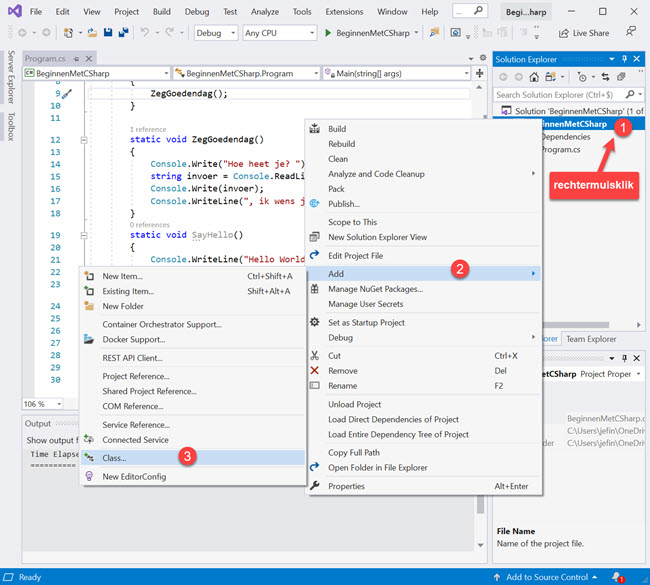 File Edit View Project Build Debug Test Analyze Tools Extensions Window Help ... Begi...harp
Debug Any CPU BeginnenMetCSharp Live Share
Server Explorer
Toolbox
Program.cs
BeginnenMetCSharp BeginnenMetCSharp.Program Main(string[] args)
8 {
9 ZegGoedendag();
10 }
11
1 reference
12 static void ZegGoedendag()
13 {
14 Console.Write("Hoe heet je? ")
15 string invoer = Console.ReadLi
16 Console.Write(invoer);
17 Console.WriteLine(", ik wens j
18 }
0 references
19 static void SayHello()
20 {
21 Console.WriteLine("Hello World
24
26
27
28
29
30
106 %
Output
Show output f
Time Elapse
==========
Build
Rebuild
Clean
Analyze and Code Cleanup
Pack
Publish...
Scope to This
New Solution Explorer View
Edit Project File
Add 2
Manage NuGet Packages...
Manage User Secrets
Set as Startup Project
Debug
Cut Ctrl+X
Remove Del
Rename F2
Unload Project
Load Direct Dependencies of Project
Load Entire Dependency Tree of Project
Copy Full Path
Open Folder in File Explorer
Properties Alt+Enter
New Item... Ctrl+Shift+A
Existing Item... Shift+Alt+A
New Folder
Container Orchestrator Support...
Docker Support...
REST API Client...
Project Reference...
Shared Project Reference...
COM Reference...
Service Reference...
Connected Service
Class... 3
New EditorConfig
Solution Explorer
Search Solution Explorer (Ctrl+$)
Solution 'BeginnenMetCSharp' (1 of
innenMetCSharp 1
Dependencies
Program.cs
rechtermuisklik
orer Team Explorer
tCSharp Project Proper
BeginnenMetCSharp.c
C:\Users\jefin\OneDriv
der C:\Users\jefin\OneDriv
File Name
Name of the project file.
Ready Add to Source Control 1